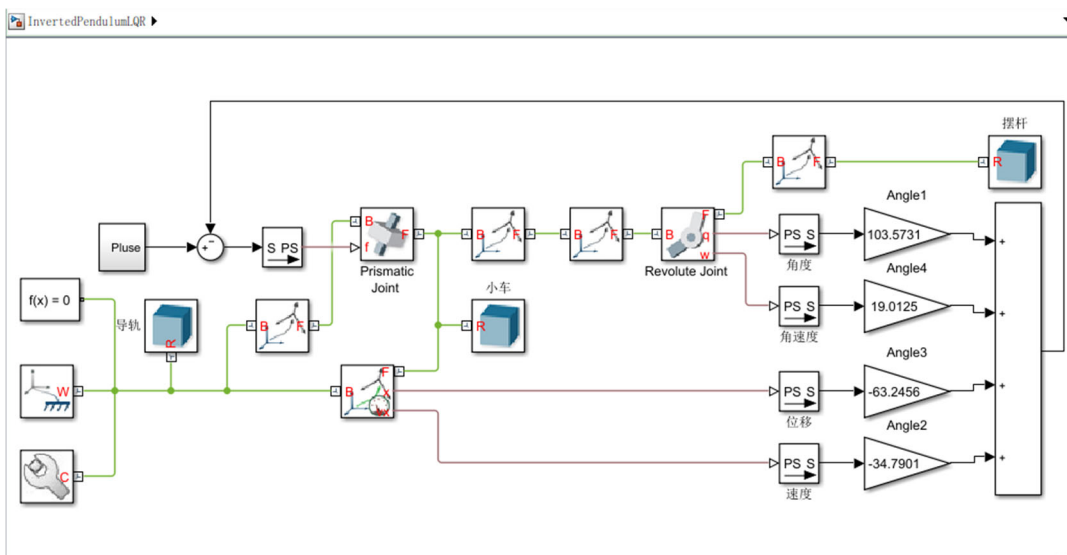 InvertedPendulumLQR
摆杆
B
F
R
Angle1
Pluse
+
−
S PS
B
f
F
Prismatic
Joint
B
F
B
F
B
F
q
w
Revolute Joint
PS S
角度
103.5731
+
Angle4
f(x) = 0
导轨
R
B
F
小车
R
PS S
角速度
19.0125
+
Angle3
W
B
F
x
vx
PS S
位移
-63.2456
+
Angle2
C
PS S
速度
-34.7901
+